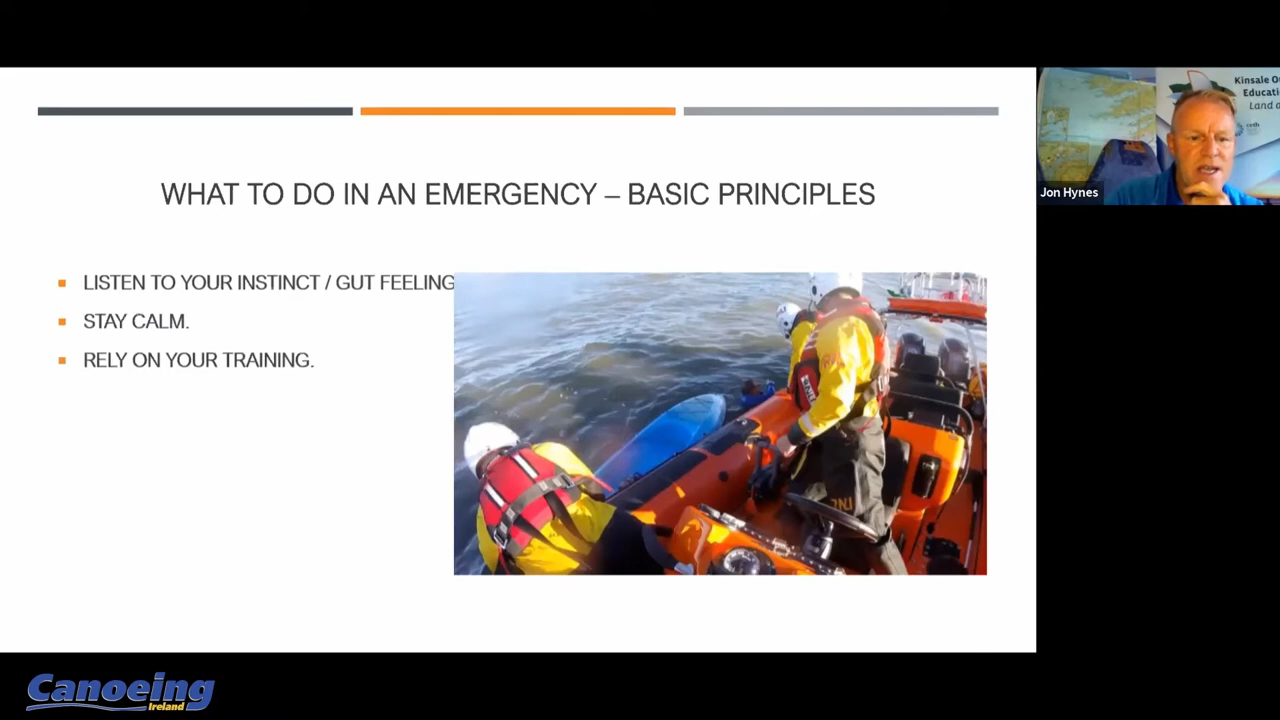 WHAT TO DO IN AN EMERGENCY – BASIC PRINCIPLES
LISTEN TO YOUR INSTINCT / GUT FEELING
STAY CALM.
RELY ON YOUR TRAINING.
Kinsale
Land
Jon Hynes
Canoeing
Ireland